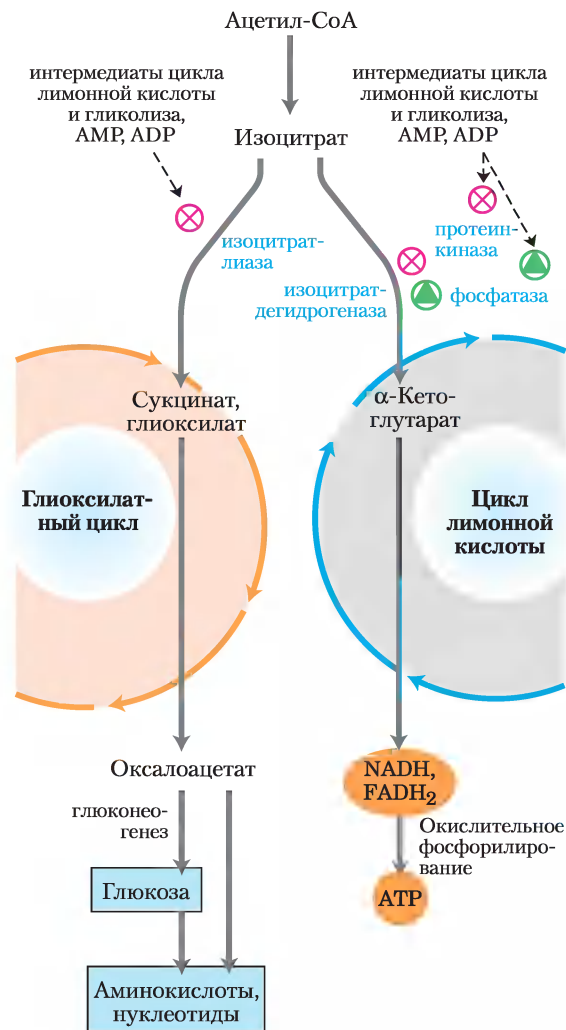 Ацетил-СоА
интермедиаты цикла
лимонной кислоты
и гликолиза,
AMP, ADP
интермедиаты цикла
лимонной кислоты
и гликолиза,
AMP, ADP
Изоцитрат
протеин-
киназа
изоцитрат-
лиаза
изоцитрат-
дегидрогеназа
фосфатаза
Сукцинат,
глиоксилат
α-Кето-
глутарат
Глиоксилат-
ный цикл
Цикл
лимонной
кислоты
Оксалоацетат
NADH,
FADH₂
глюконео-
генез
Окислительное
фосфорилиро-
вание
Глюкоза
ATP
Аминокислоты,
нуклеотиды